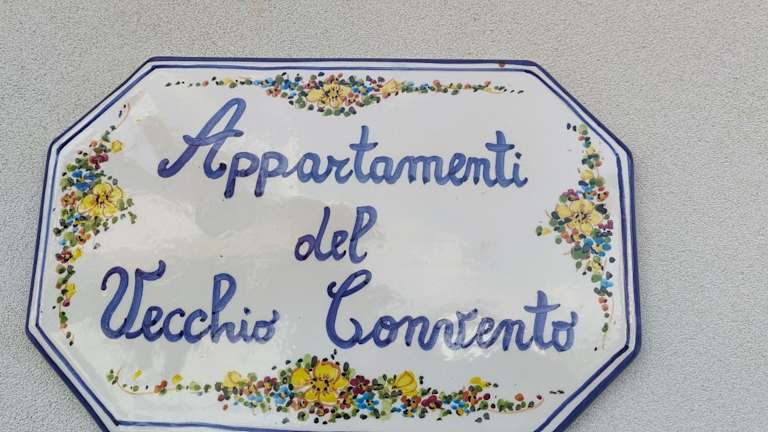 Appartamenti
del
Vecchio Convento